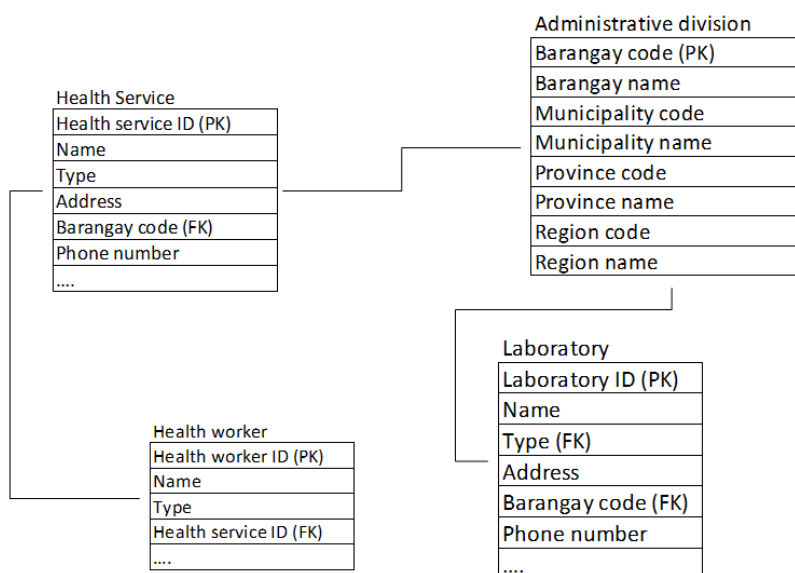 Administrative division
Barangay code (PK)
Barangay name
Municipality code
Municipality name
Province code
Province name
Region code
Region name
Health Service
Health service ID (PK)
Name
Type
Address
Barangay code (FK)
Phone number
....
Laboratory
Laboratory ID (PK)
Name
Type (FK)
Address
Barangay code (FK)
Phone number
....
Health worker
Health worker ID (PK)
Name
Type
Health service ID (FK)
....